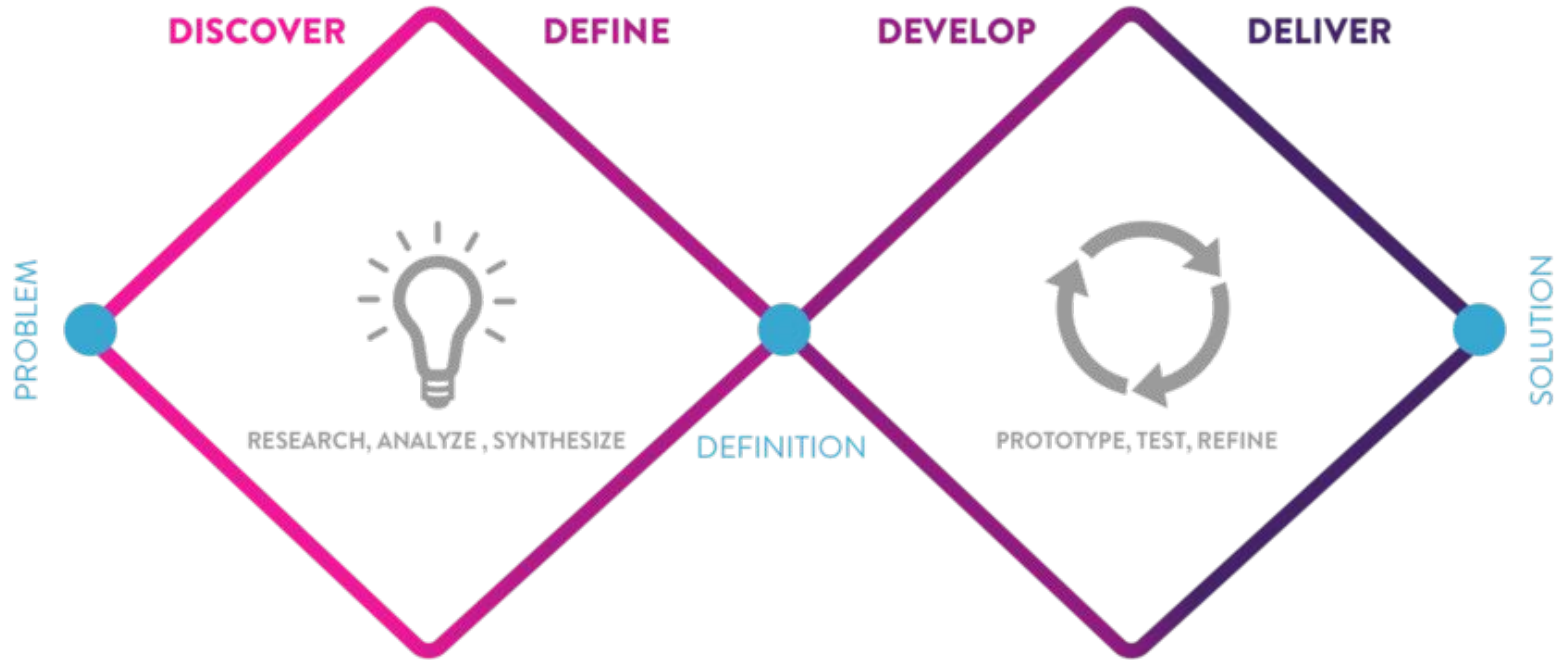 DISCOVER
DEFINE
DEVELOP
DELIVER
PROBLEM
SOLUTION
RESEARCH, ANALYZE , SYNTHESIZE
DEFINITION
PROTOTYPE, TEST, REFINE